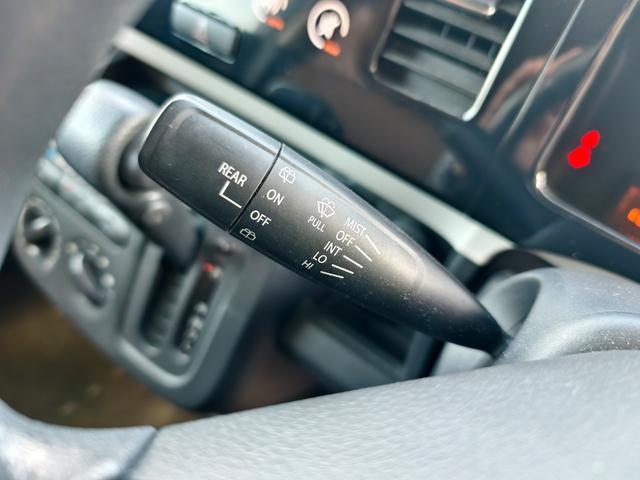 REAR
ON
OFF
PULL
MIST
OFF
INT
LO
HI